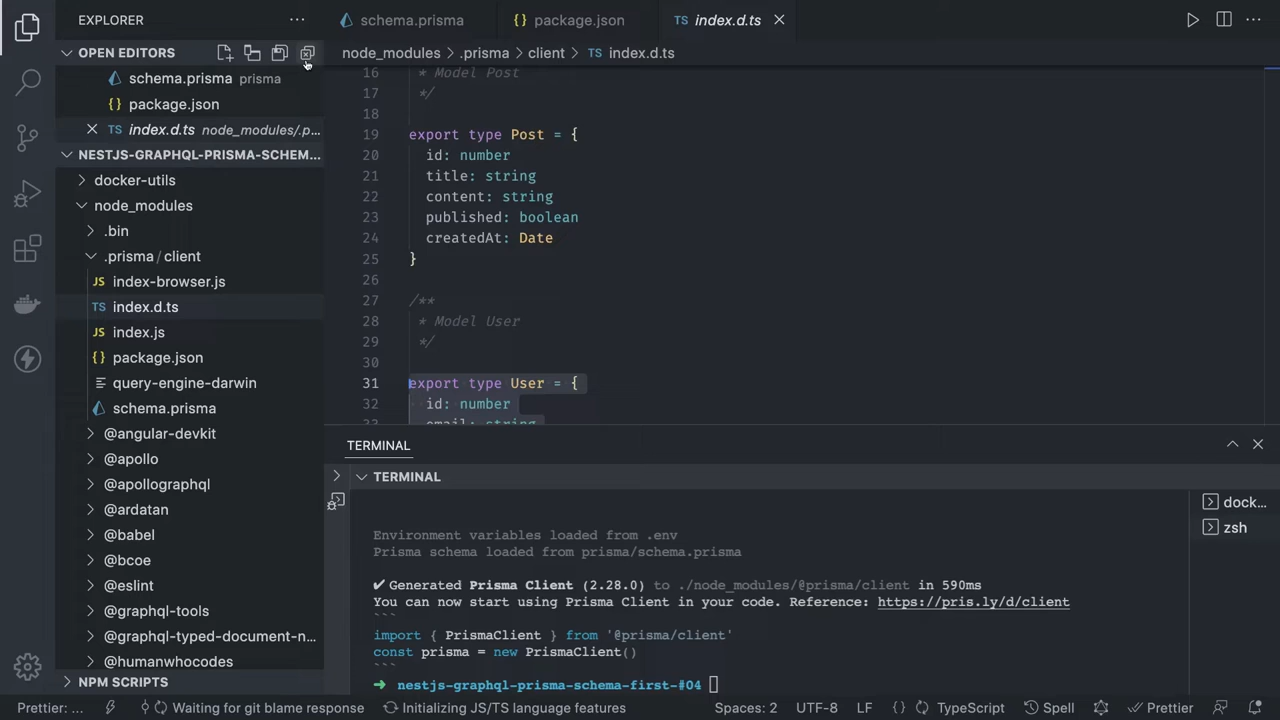 EXPLORER
OPEN EDITORS
schema.prisma prisma
{} package.json
TS index.d.ts node_modules/.p...
NESTJS-GRAPHQL-PRISMA-SCHEM...
docker-utils
node_modules
.bin
.prisma / client
JS index-browser.js
TS index.d.ts
JS index.js
{} package.json
query-engine-darwin
schema.prisma
@angular-devkit
@apollo
@apollographql
@ardatan
@babel
@bcoe
@eslint
@graphql-tools
@graphql-typed-document-n...
@humanwhocodes
NPM SCRIPTS
schema.prisma
{} package.json
TS index.d.ts
node_modules > .prisma > client > TS index.d.ts
16 * Model Post
17 */
18
19 export type Post = {
20 id: number
21 title: string
22 content: string
23 published: boolean
24 createdAt: Date
25 }
26
27 /**
28 * Model User
29 */
30
31 export type User = {
32 id: number
33 email: string
TERMINAL
TERMINAL
Environment variables loaded from .env
Prisma schema loaded from prisma/schema.prisma
✔ Generated Prisma Client (2.28.0) to ./node_modules/@prisma/client in 590ms
You can now start using Prisma Client in your code. Reference: https://pris.ly/d/client
```
import { PrismaClient } from '@prisma/client'
const prisma = new PrismaClient()
```
➜ nestjs-graphql-prisma-schema-first-#04
dock...
zsh
Prettier: ...
Waiting for git blame response
Initializing JS/TS language features
Spaces: 2
UTF-8
LF
{} TypeScript
Spell
Prettier